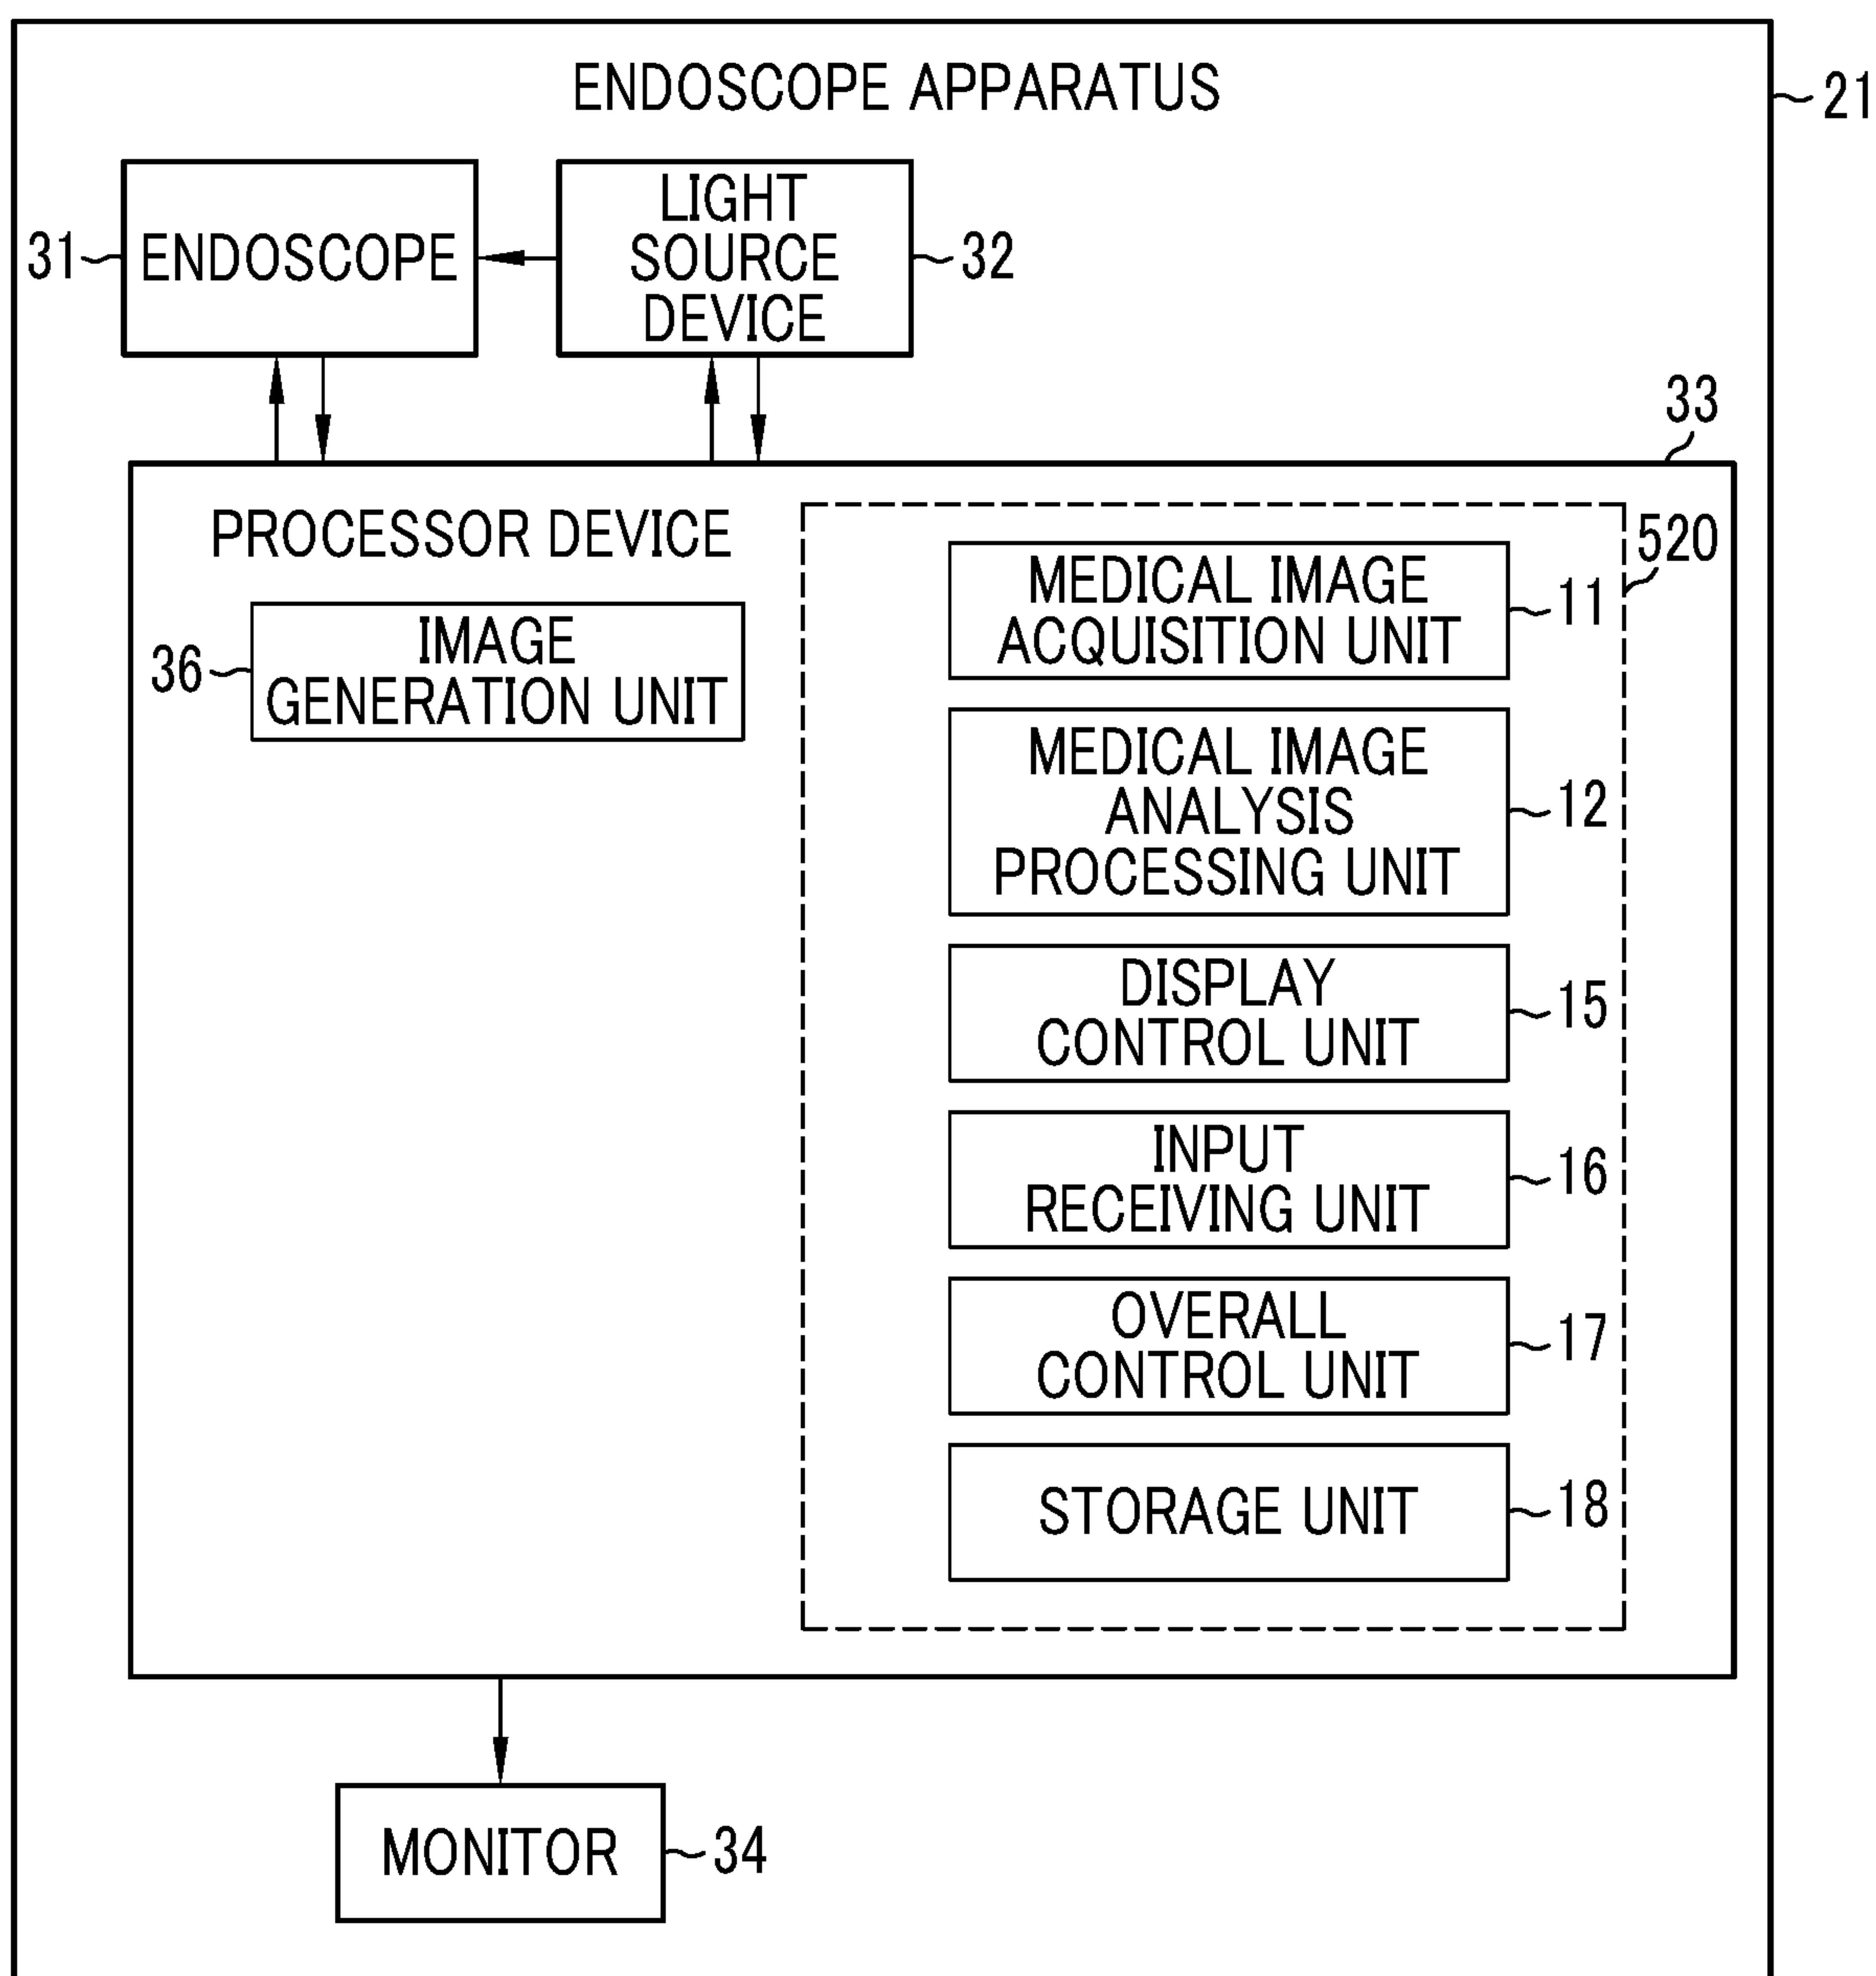 ENDOSCOPE APPARATUS
21
31
ENDOSCOPE
LIGHT
SOURCE
DEVICE
32
33
PROCESSOR DEVICE
520
36
IMAGE
GENERATION UNIT
MEDICAL IMAGE
ACQUISITION UNIT
11
MEDICAL IMAGE
ANALYSIS
PROCESSING UNIT
12
DISPLAY
CONTROL UNIT
15
INPUT
RECEIVING UNIT
16
OVERALL
CONTROL UNIT
17
STORAGE UNIT
18
MONITOR
34